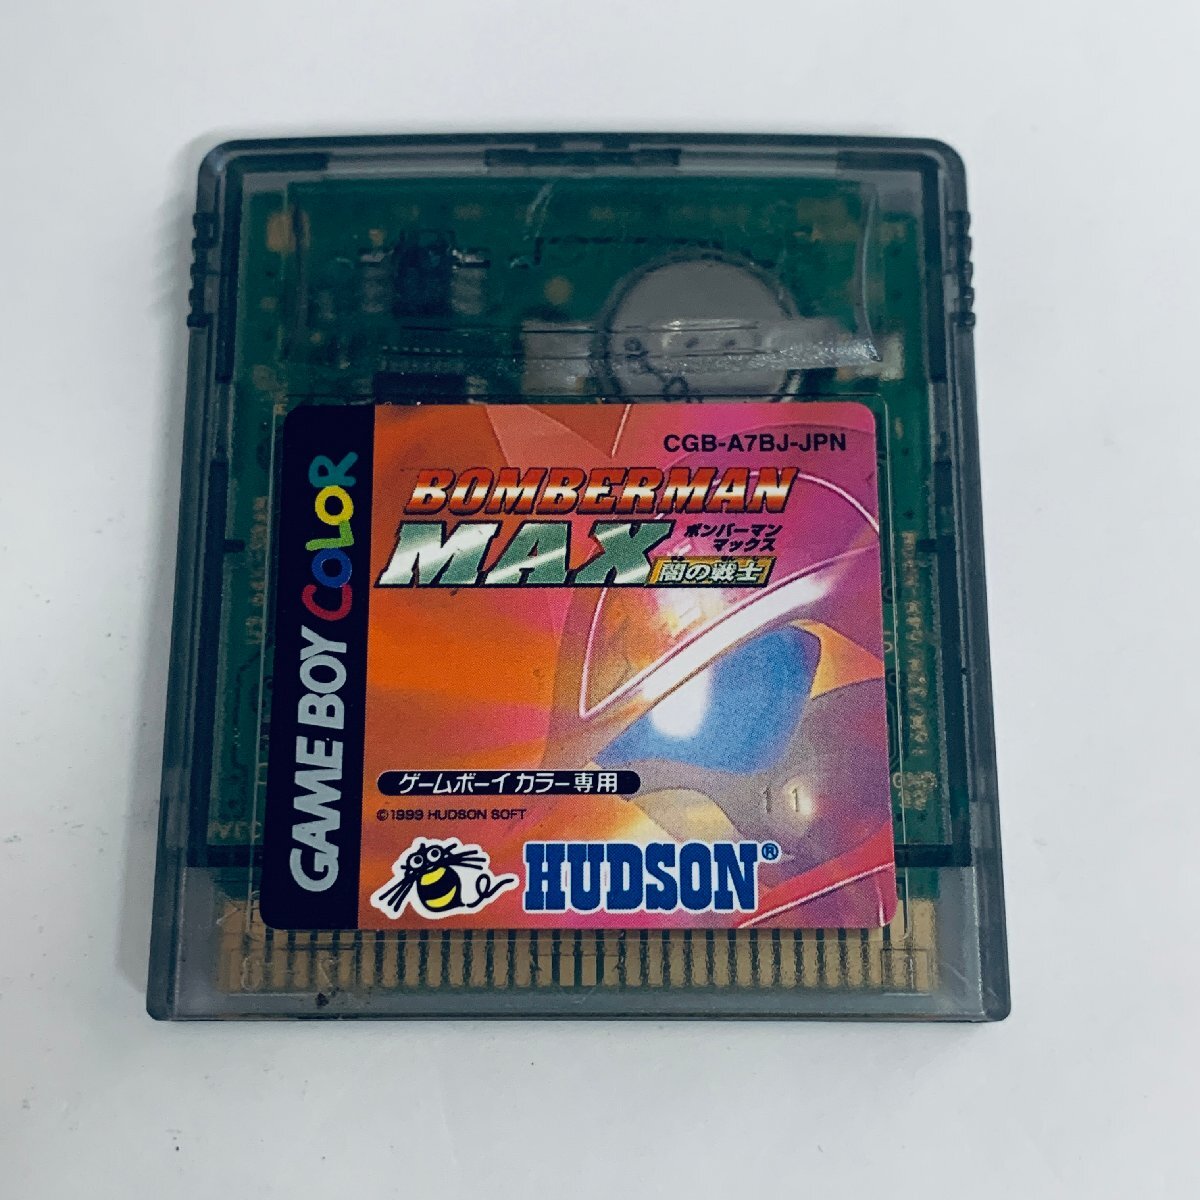 CGB-A7BJ-JPN
BOMBERMAN
MAX
ボンバーマン
マックス
闇の戦士
GAME BOY COLOR
ゲームボーイカラー専用
©1999 HUDSON SOFT
11
HUDSON®